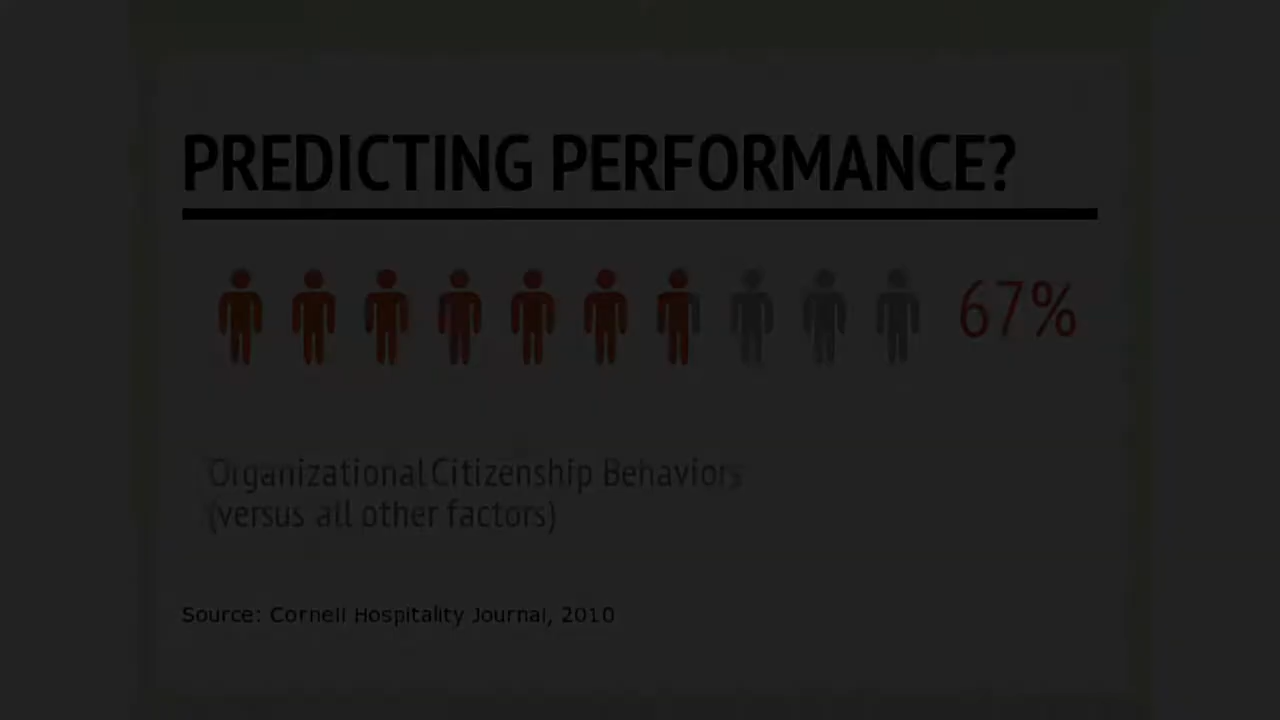 PREDICTING PERFORMANCE?
67%
Organizational Citizenship Behaviors
(versus all other factors)
Source: Cornell Hospitality Journal, 2010